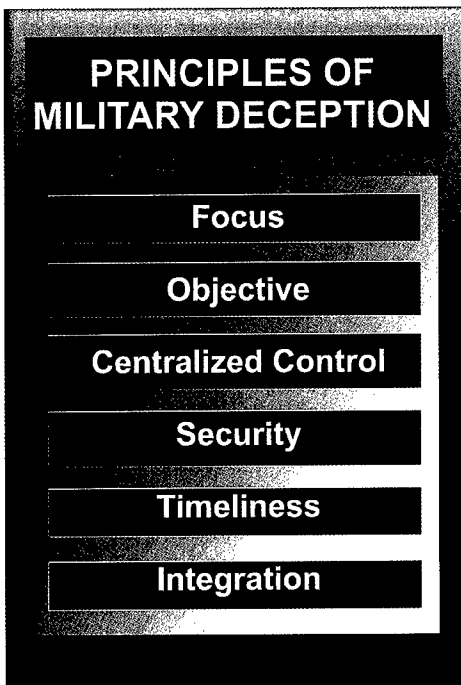 PRINCIPLES OF
MILITARY DECEPTION
Focus
Objective
Centralized Control
Security
Timeliness
Integration